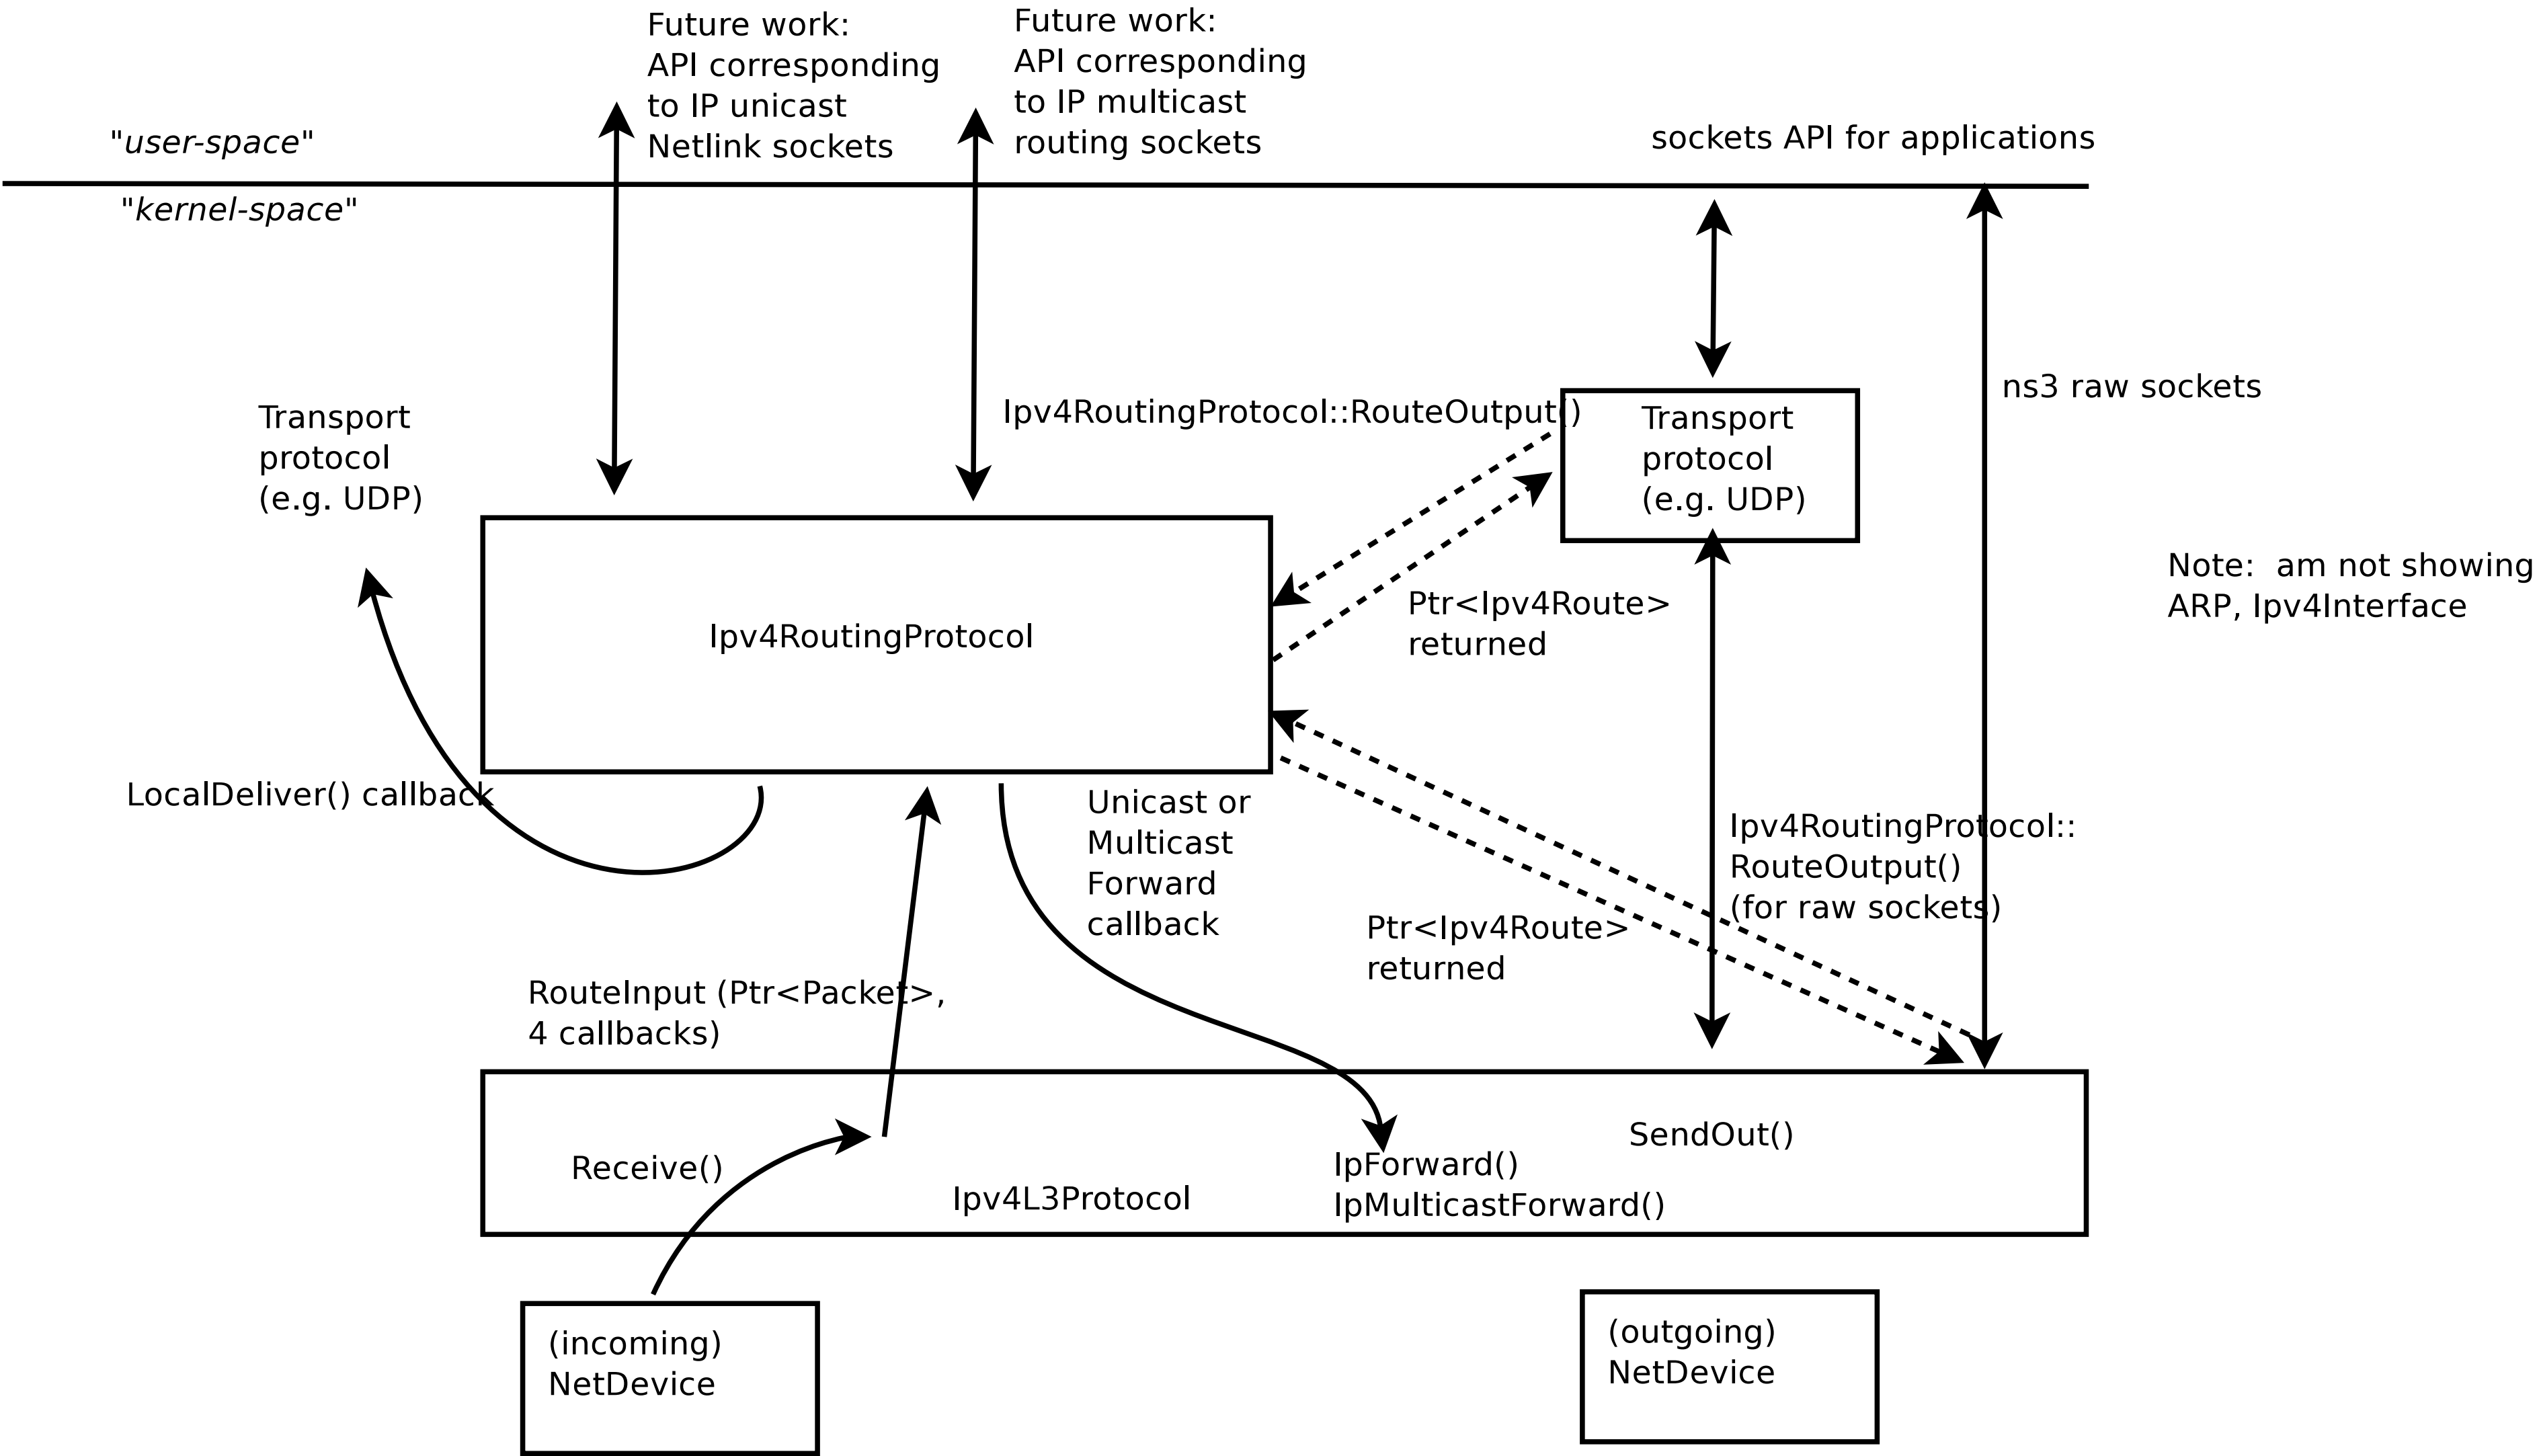 Future work:
API corresponding
to IP unicast
Netlink sockets
Future work:
API corresponding
to IP multicast
routing sockets
"user-space"
sockets API for applications
"kernel-space"
ns3 raw sockets
Transport
protocol
(e.g. UDP)
Ipv4RoutingProtocol::RouteOutput()
Transport
protocol
(e.g. UDP)
Note:  am not showing
ARP, Ipv4Interface
Ptr<Ipv4Route>
returned
Ipv4RoutingProtocol
LocalDeliver() callback
Unicast or
Multicast
Forward
callback
Ipv4RoutingProtocol::
RouteOutput()
(for raw sockets)
Ptr<Ipv4Route>
returned
RouteInput (Ptr<Packet>,
4 callbacks)
Receive()
Ipv4L3Protocol
IpForward()
IpMulticastForward()
SendOut()
(incoming)
NetDevice
(outgoing)
NetDevice